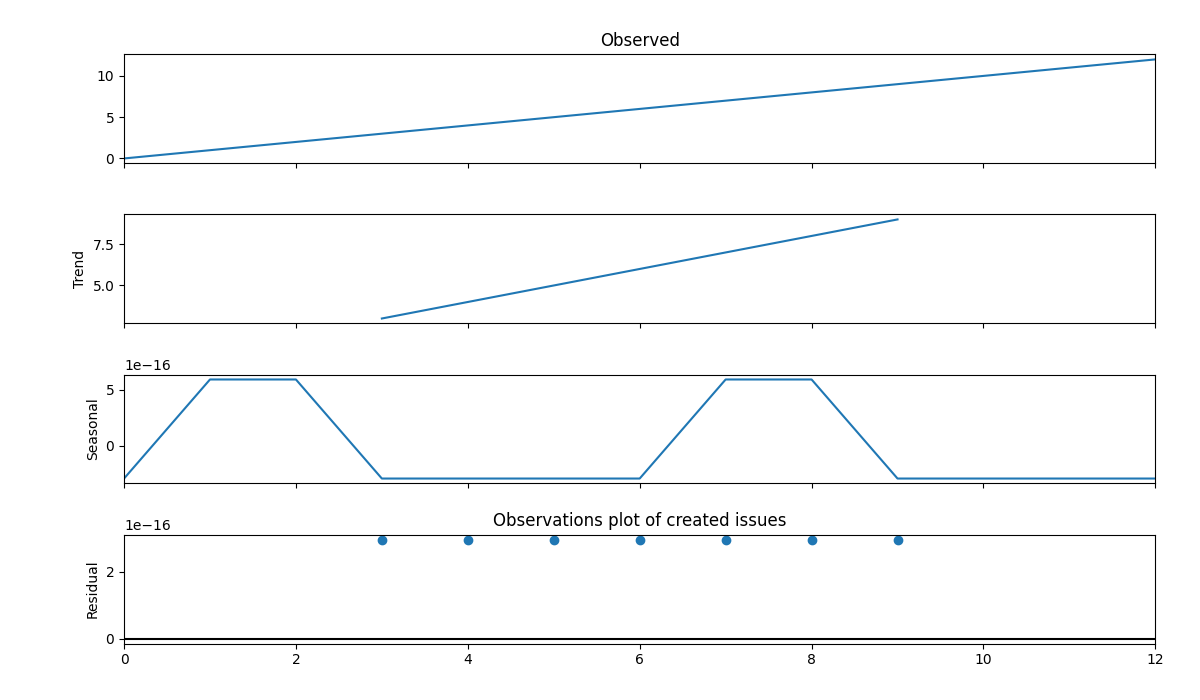 Observed
10
5
0
Trend
7.5
5.0
1e−16
Seasonal
5
0
Observations plot of created issues
1e−16
Residual
2
0
0 2 4 6 8 10 12